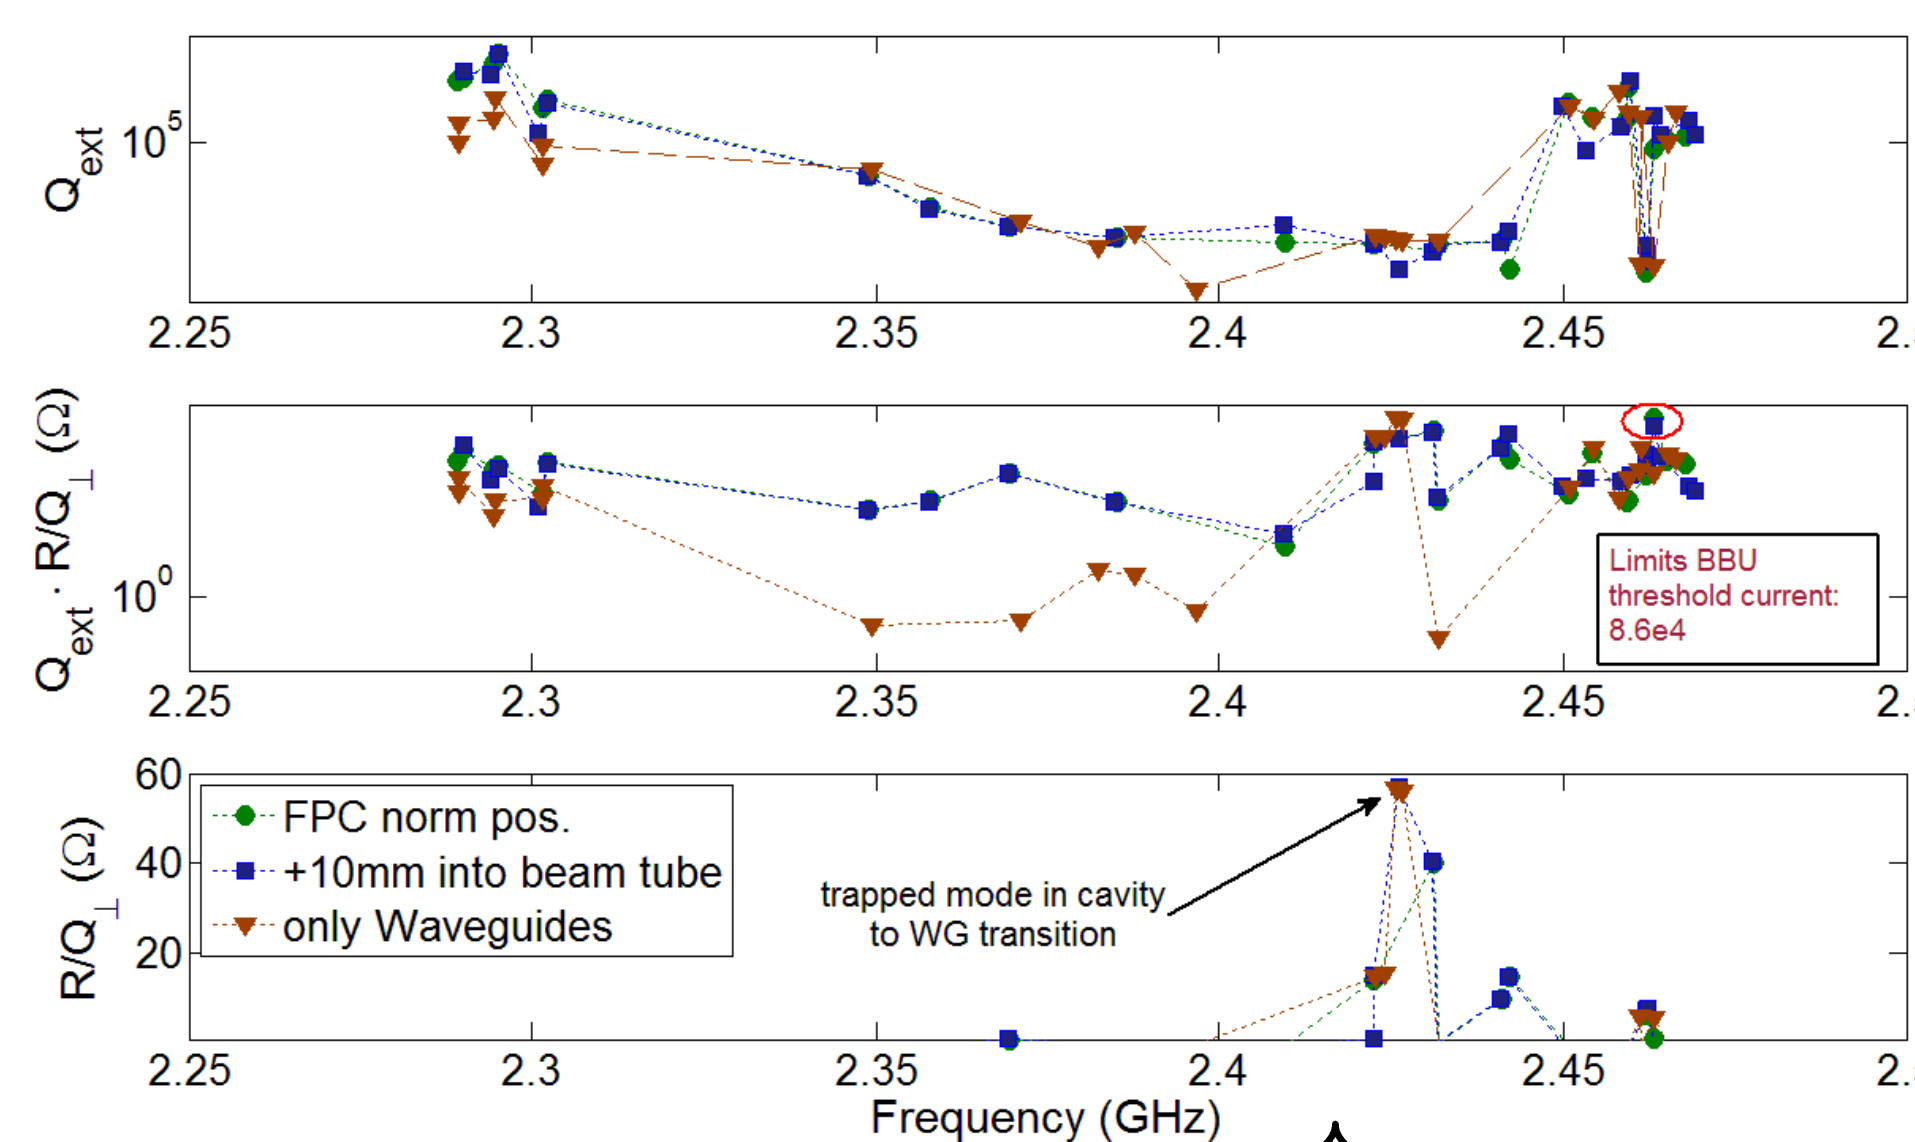 Q_ext
10^5
2.25 2.3 2.35 2.4 2.45 2.
Q_ext · R/Q_⊥ (Ω)
10^0
Limits BBU
threshold current:
8.6e4
2.25 2.3 2.35 2.4 2.45 2.
R/Q_⊥ (Ω)
60
40
20
FPC norm pos.
+10mm into beam tube
only Waveguides
trapped mode in cavity
to WG transition
2.25 2.3 2.35 2.4 2.45 2.
Frequency (GHz)